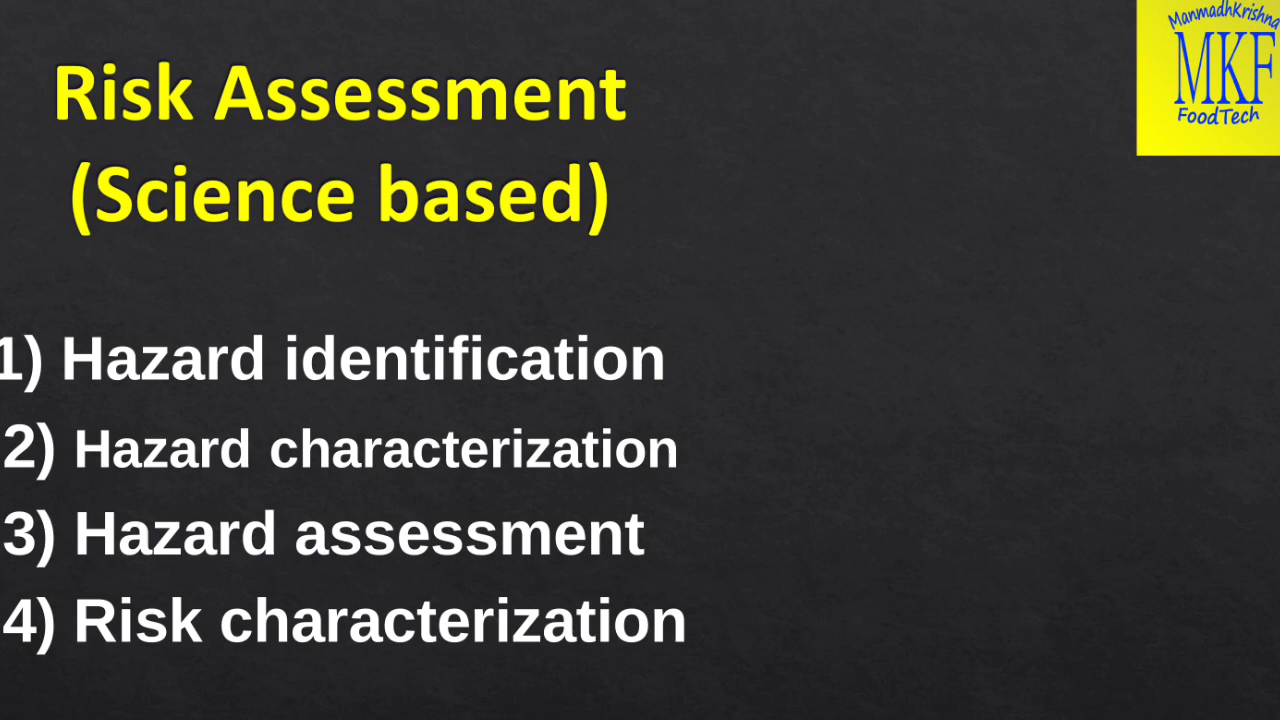 Risk Assessment
(Science based)
ManmadhKrishna
MKF
FoodTech
1) Hazard identification
2) Hazard characterization
3) Hazard assessment
4) Risk characterization